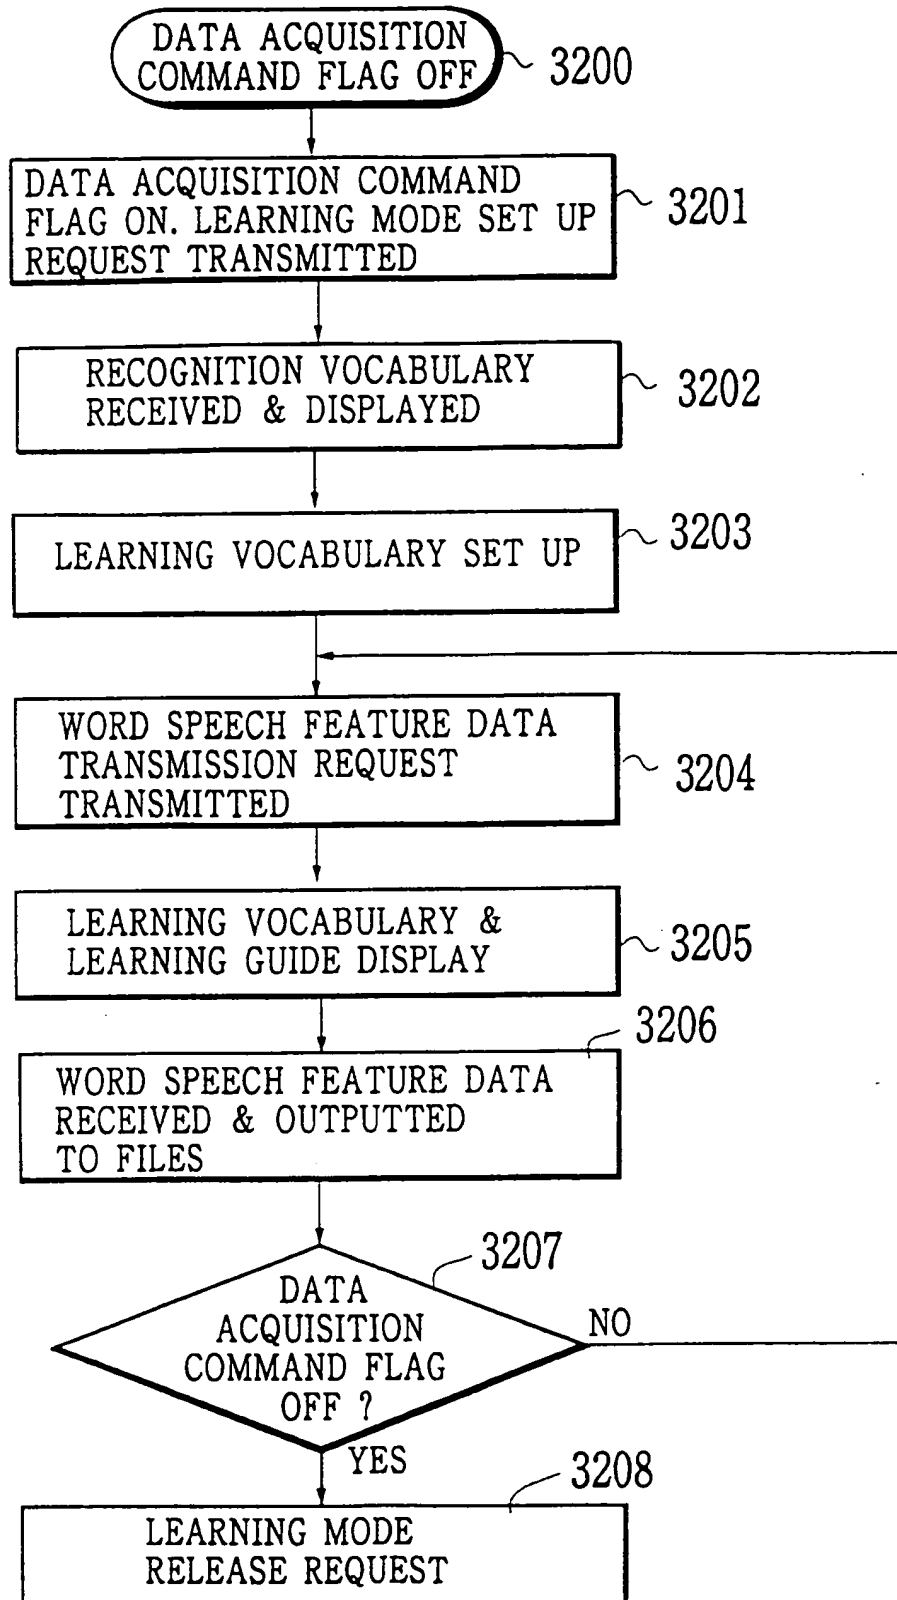 DATA ACQUISITION
COMMAND FLAG OFF
3200
DATA ACQUISITION COMMAND
FLAG ON. LEARNING MODE SET UP
REQUEST TRANSMITTED
3201
RECOGNITION VOCABULARY
RECEIVED & DISPLAYED
3202
LEARNING VOCABULARY SET UP
3203
WORD SPEECH FEATURE DATA
TRANSMISSION REQUEST
TRANSMITTED
3204
LEARNING VOCABULARY &
LEARNING GUIDE DISPLAY
3205
3206
WORD SPEECH FEATURE DATA
RECEIVED & OUTPUTTED
TO FILES
3207
DATA
ACQUISITION
COMMAND FLAG
OFF ?
NO
YES
3208
LEARNING MODE
RELEASE REQUEST